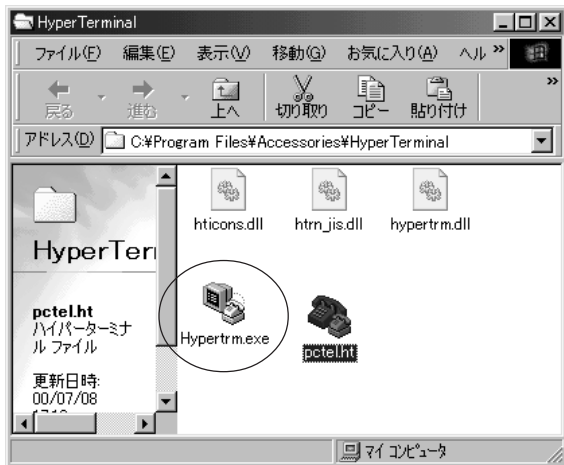 HyperTerminal
ファイル(F) 編集(E) 表示(V) 移動(G) お気に入り(A) ヘル »
戻る 進む 上へ 切り取り コピー 貼り付け »
アドレス(D) C:¥Program Files¥Accessories¥HyperTerminal
HyperTer
pctel.ht
ハイパーターミナ
ル ファイル
更新日時:
00/07/08
hticons.dll htrn_jis.dll hypertrm.dll
Hypertrm.exe pctel.ht
マイ コンピュータ